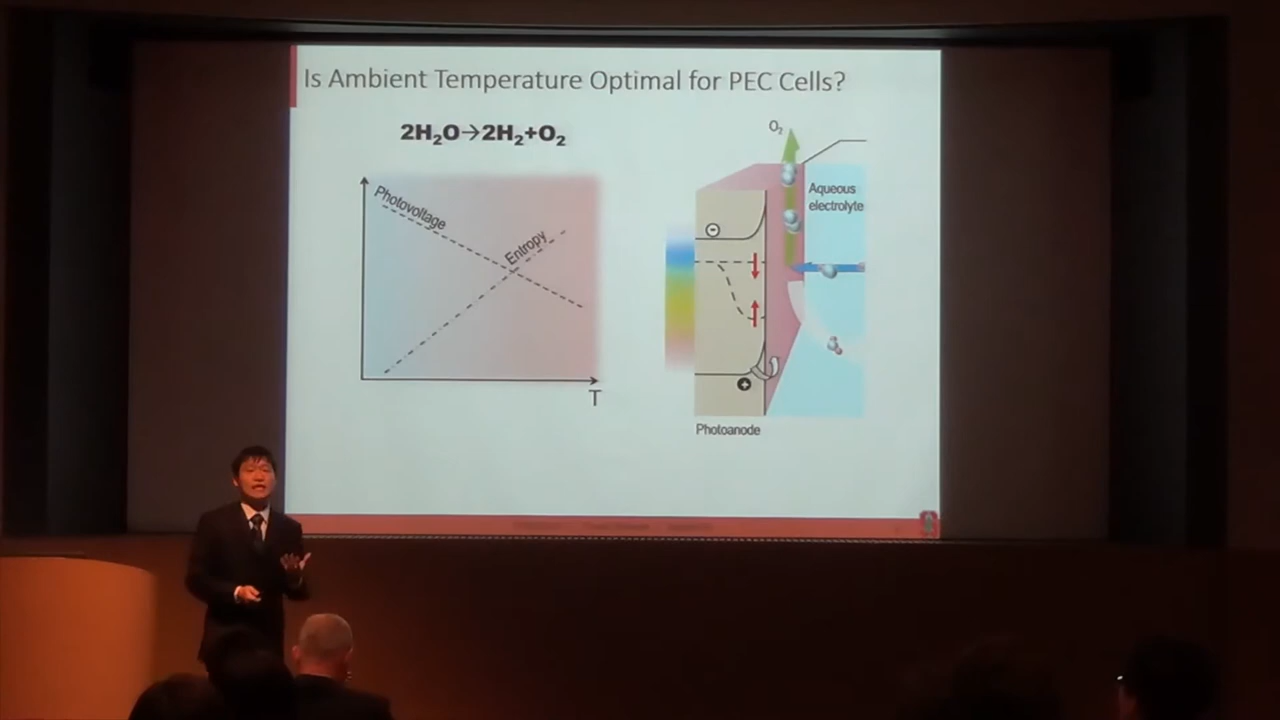 Is Ambient Temperature Optimal for PEC Cells?
2H₂O→2H₂+O₂
Photovoltage
Entropy
T
O₂
Aqueous
electrolyte
Photoanode